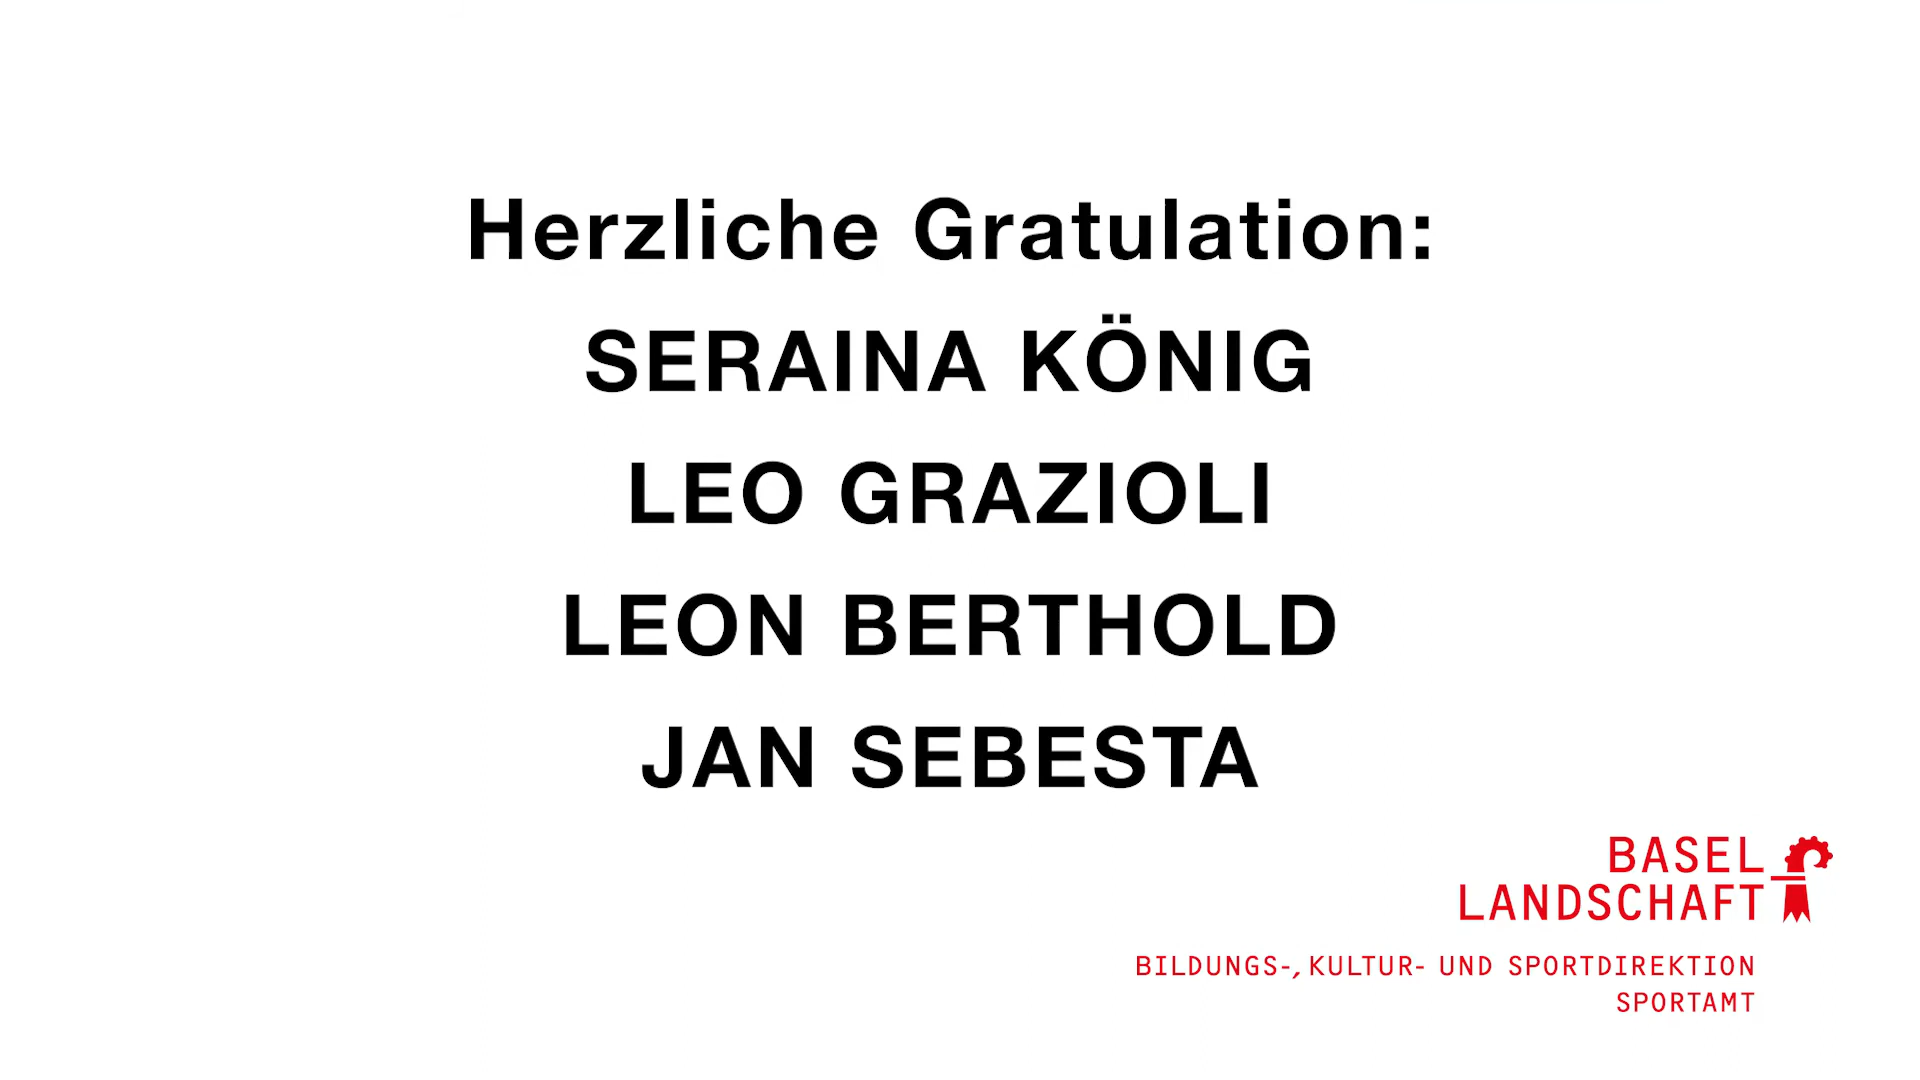 Herzliche Gratulation:
SERAINA KÖNIG
LEO GRAZIOLI
LEON BERTHOLD
JAN SEBESTA
BASEL
LANDSCHAFT
BILDUNGS-, KULTUR- UND SPORTDIREKTION
SPORTAMT